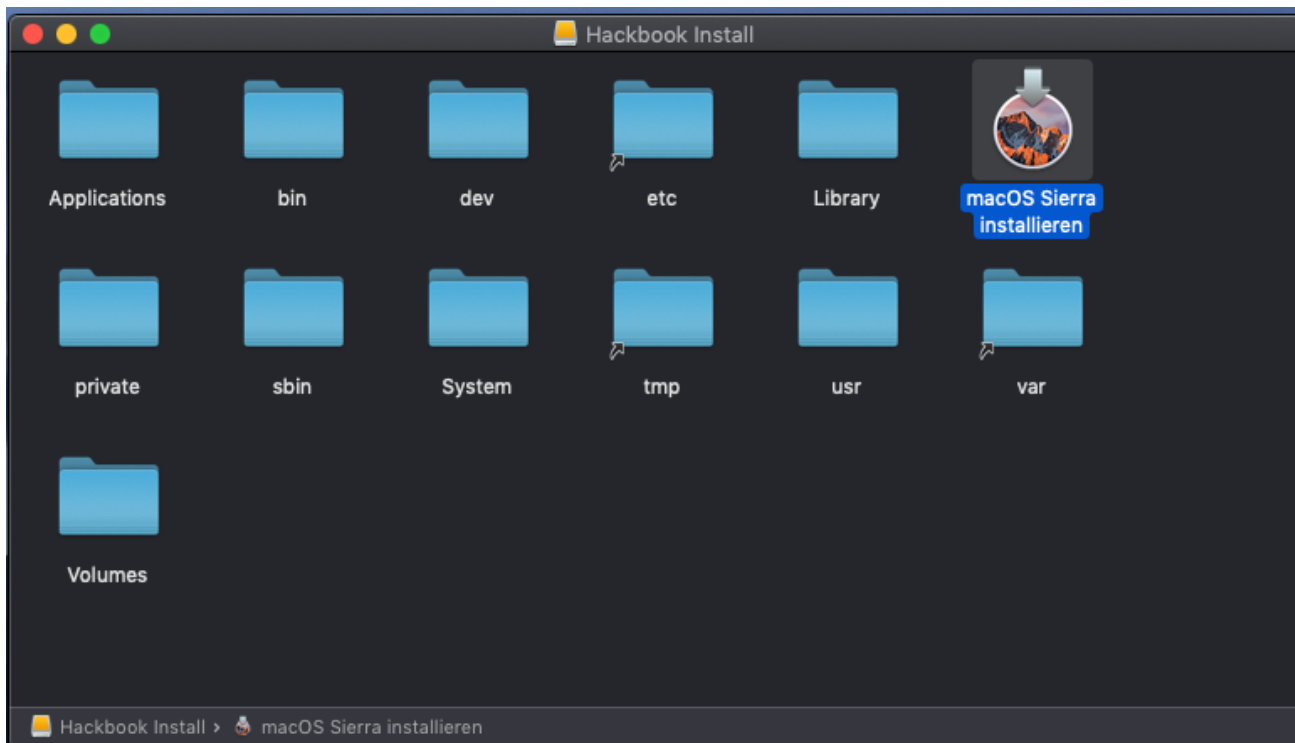 Hackbook Install
Applications
bin
dev
etc
Library
macOS Sierra
installieren
private
sbin
System
tmp
usr
var
Volumes
Hackbook Install › macOS Sierra installieren